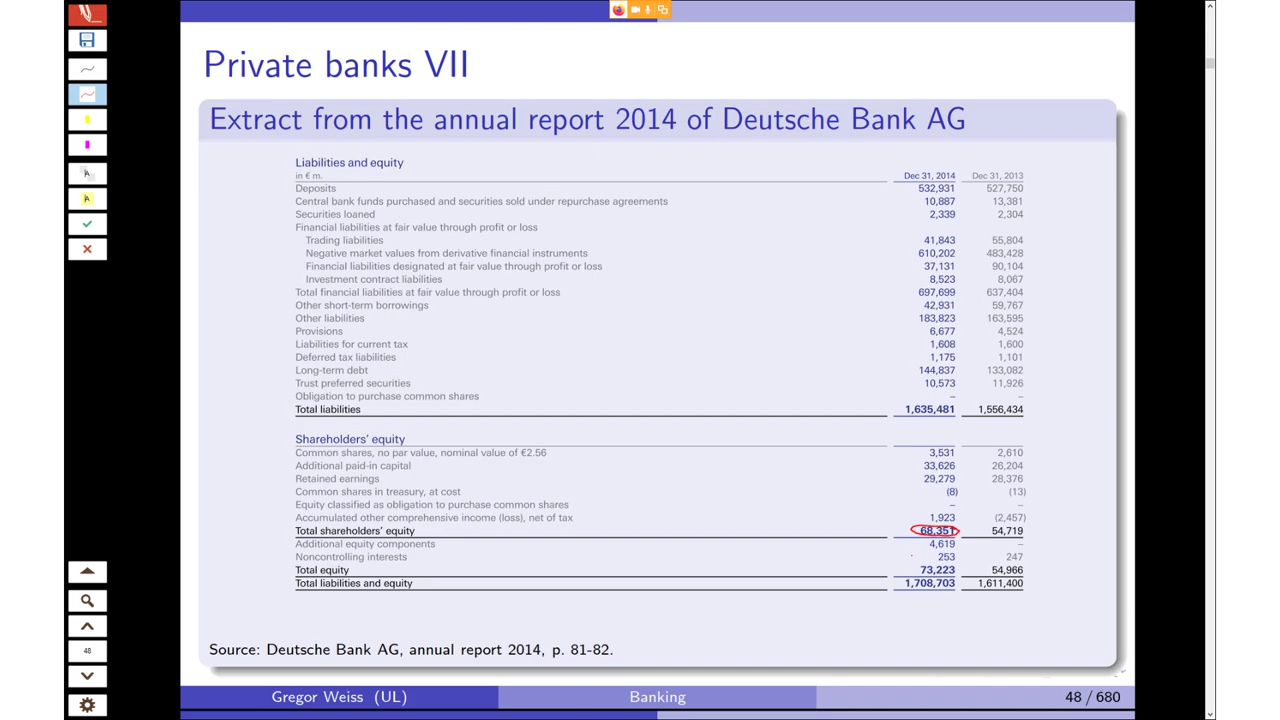 Private banks VII
Extract from the annual report 2014 of Deutsche Bank AG
Liabilities and equity
in € m. Dec 31, 2014 Dec 31, 2013
Deposits 532,931 527,750
Central bank funds purchased and securities sold under repurchase agreements 10,887 13,381
Securities loaned 2,339 2,304
Financial liabilities at fair value through profit or loss
Trading liabilities 41,843 55,804
Negative market values from derivative financial instruments 610,202 483,428
Financial liabilities designated at fair value through profit or loss 37,131 90,104
Investment contract liabilities 8,523 8,067
Total financial liabilities at fair value through profit or loss 697,699 637,404
Other short-term borrowings 42,931 59,767
Other liabilities 183,823 163,595
Provisions 6,677 4,524
Liabilities for current tax 1,608 1,600
Deferred tax liabilities 1,175 1,101
Long-term debt 144,837 133,082
Trust preferred securities 10,573 11,926
Obligation to purchase common shares – –
Total liabilities 1,635,481 1,556,434
Shareholders' equity
Common shares, no par value, nominal value of €2.56 3,531 2,610
Additional paid-in capital 33,626 26,204
Retained earnings 29,279 28,376
Common shares in treasury, at cost (8) (13)
Equity classified as obligation to purchase common shares – –
Accumulated other comprehensive income (loss), net of tax 1,923 (2,457)
Total shareholders' equity 68,351 54,719
Additional equity components 4,619 –
Noncontrolling interests 253 247
Total equity 73,223 54,966
Total liabilities and equity 1,708,703 1,611,400
Source: Deutsche Bank AG, annual report 2014, p. 81-82.
48
Gregor Weiss (UL) Banking 48 / 680